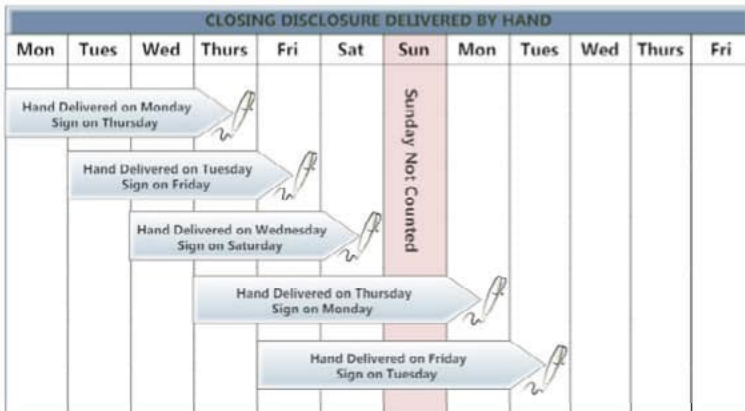 CLOSING DISCLOSURE DELIVERED BY HAND
Mon Tues Wed Thurs Fri Sat Sun Mon Tues Wed Thurs Fri
Hand Delivered on Monday
Sign on Thursday
Hand Delivered on Tuesday
Sign on Friday
Hand Delivered on Wednesday
Sign on Saturday
Sunday Not Counted
Hand Delivered on Thursday
Sign on Monday
Hand Delivered on Friday
Sign on Tuesday